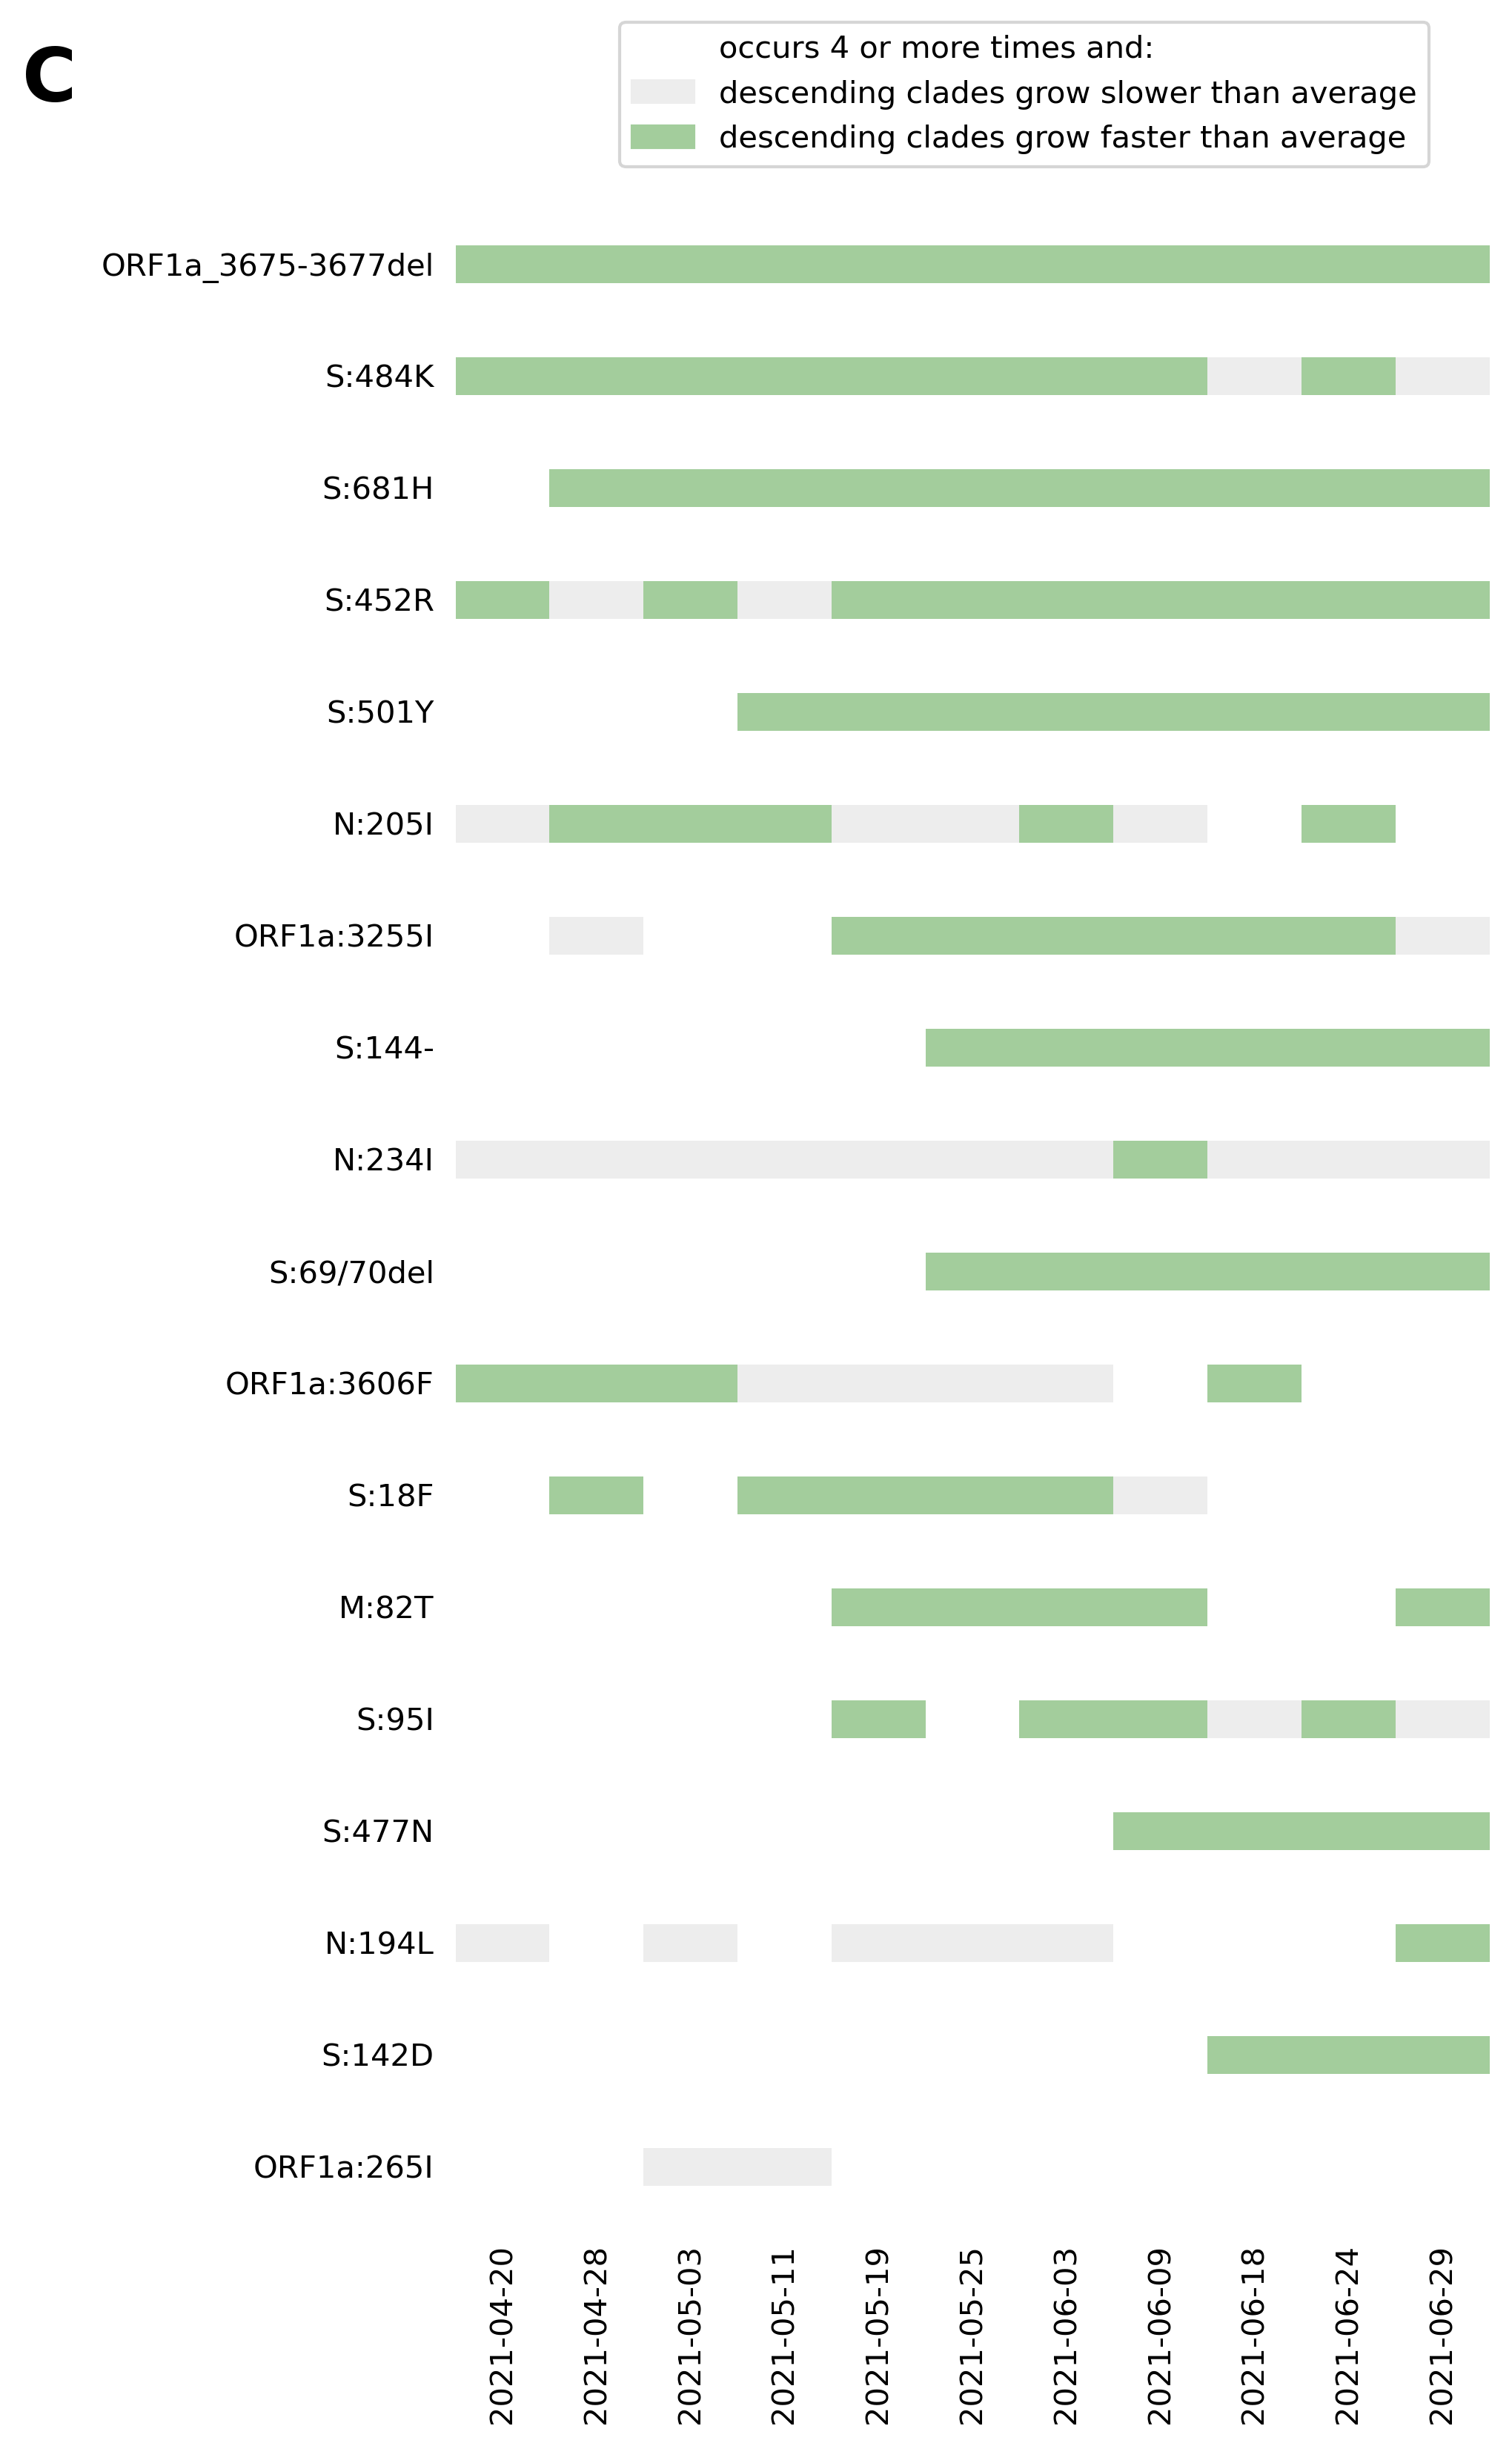 C
occurs 4 or more times and:
descending clades grow slower than average
descending clades grow faster than average
ORF1a_3675-3677del
S:484K
S:681H
S:452R
S:501Y
N:205I
ORF1a:3255I
S:144-
N:234I
S:69/70del
ORF1a:3606F
S:18F
M:82T
S:95I
S:477N
N:194L
S:142D
ORF1a:265I
2021-04-20
2021-04-28
2021-05-03
2021-05-11
2021-05-19
2021-05-25
2021-06-03
2021-06-09
2021-06-18
2021-06-24
2021-06-29